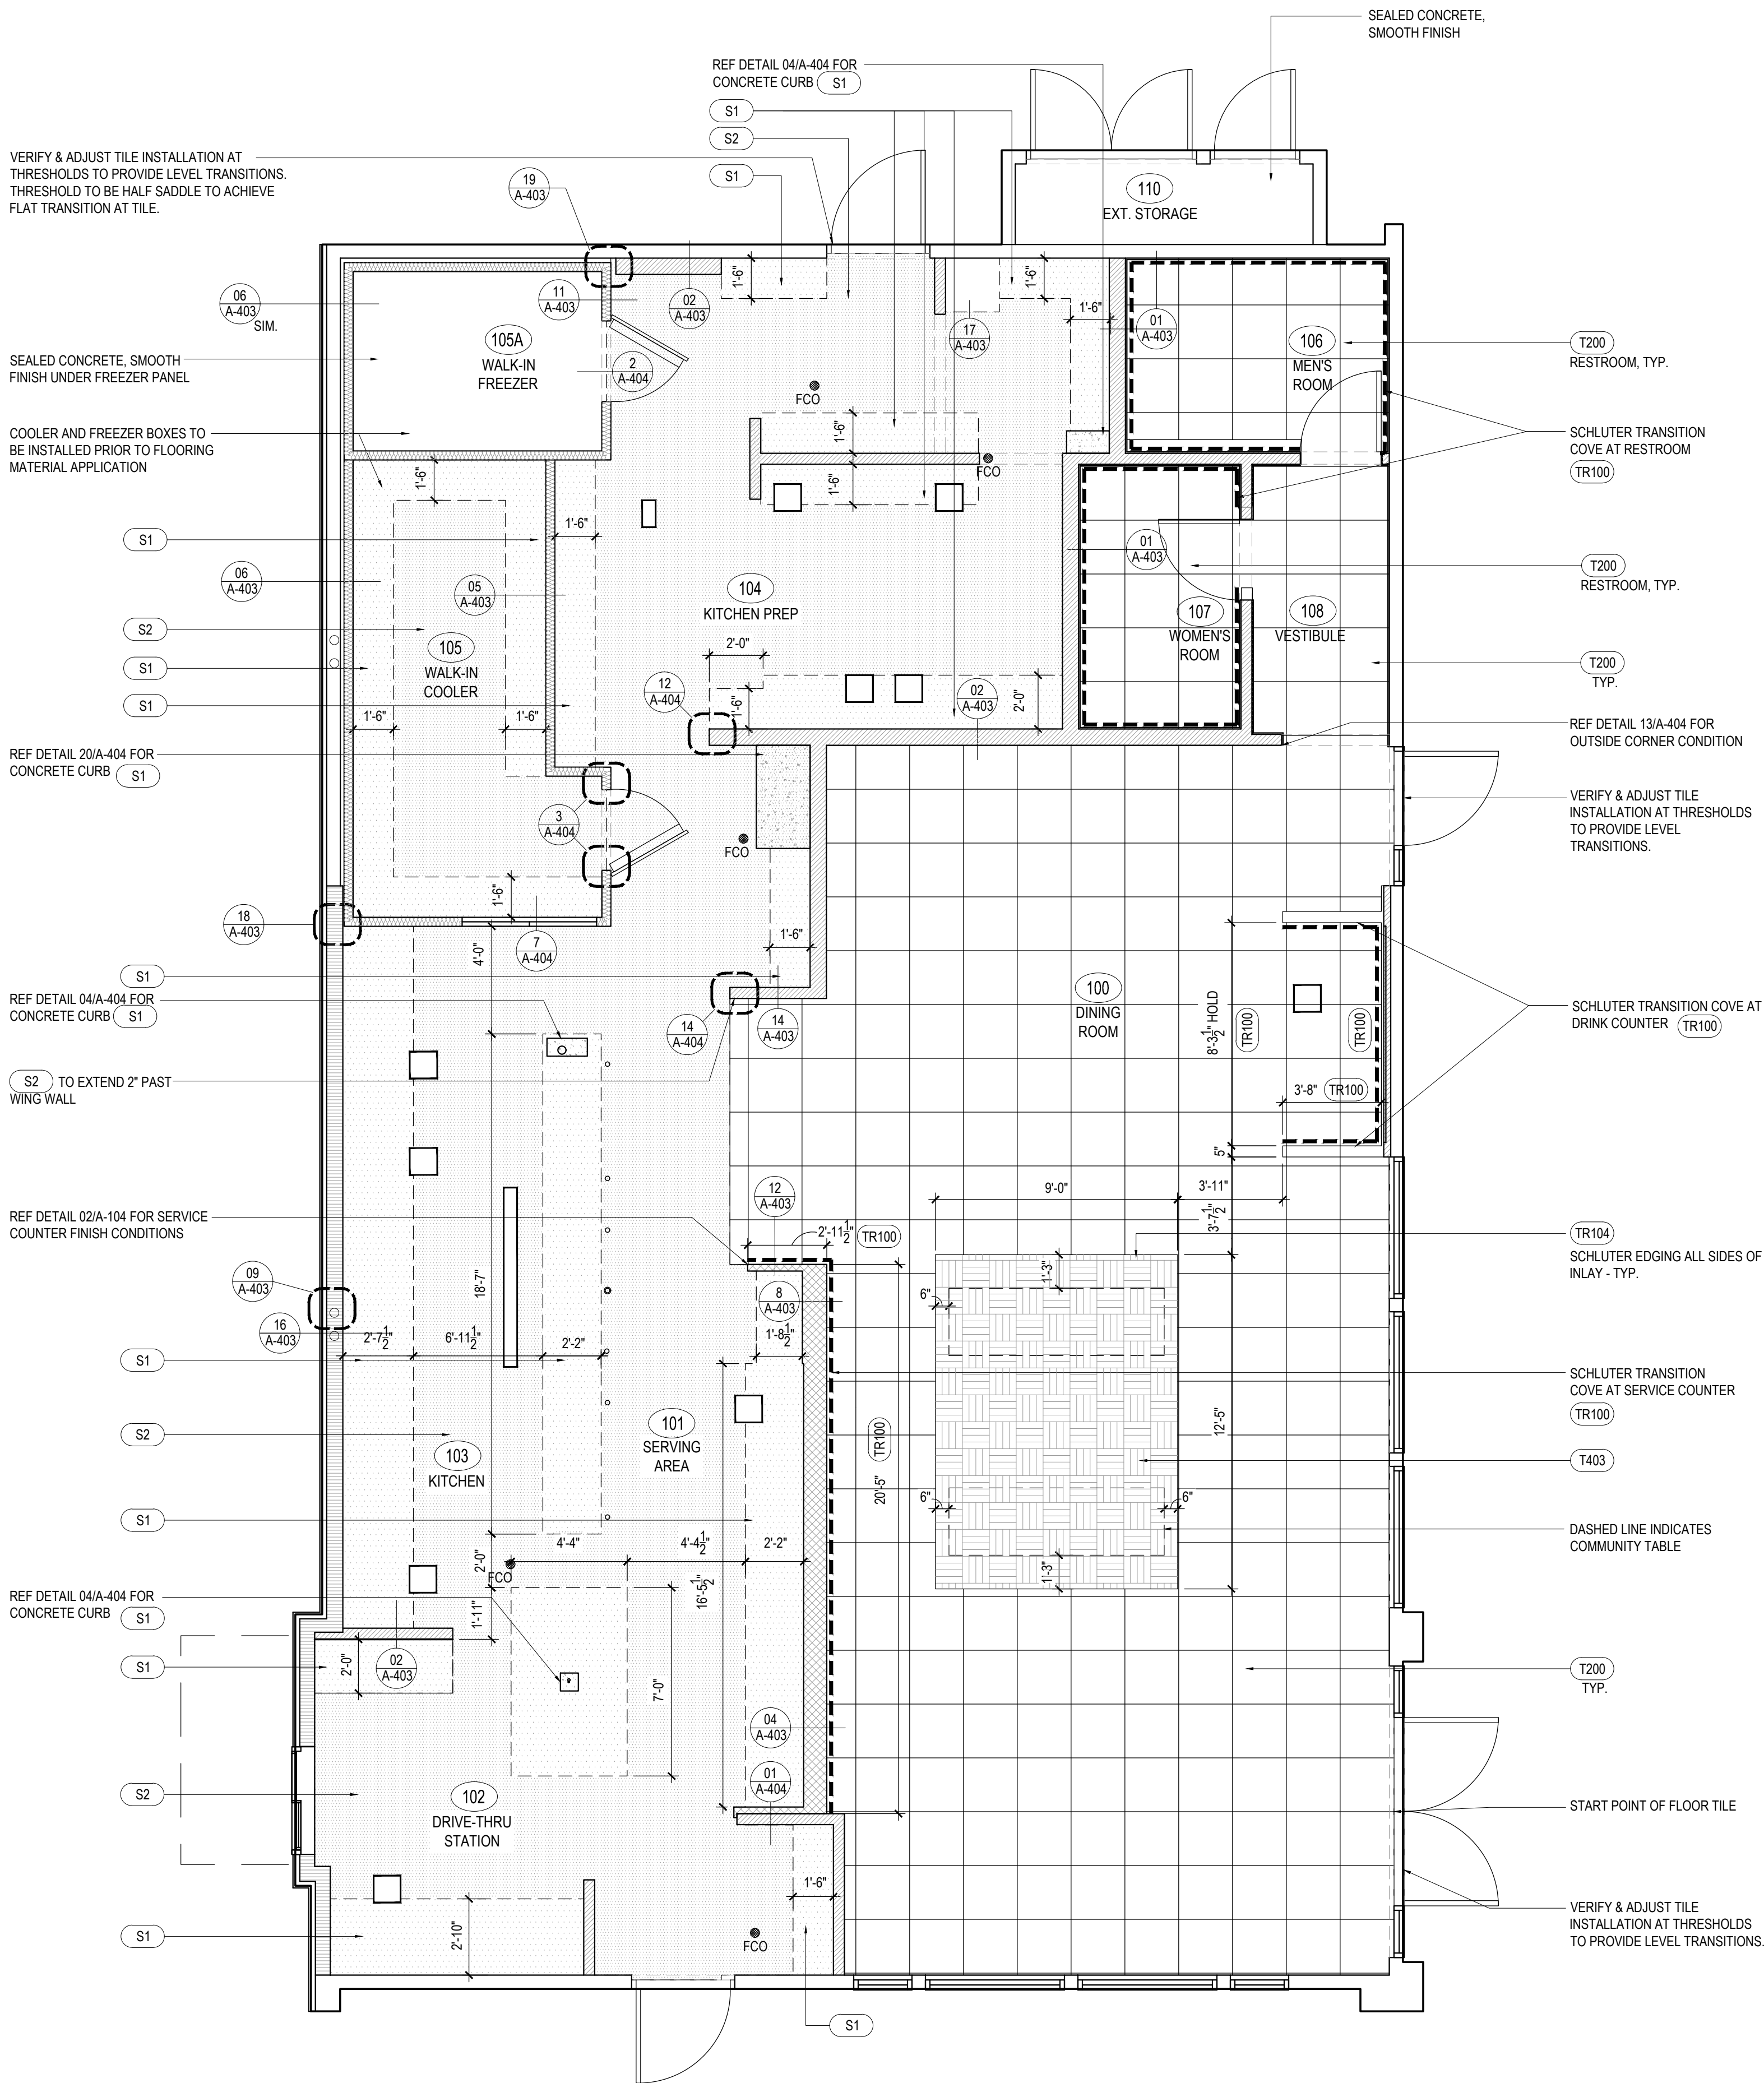 SEALED CONCRETE,
SMOOTH FINISH
REF DETAIL 04/A-404 FOR
CONCRETE CURB S1
S1
S2
S1
VERIFY & ADJUST TILE INSTALLATION AT
THRESHOLDS TO PROVIDE LEVEL TRANSITIONS.
THRESHOLD TO BE HALF SADDLE TO ACHIEVE
FLAT TRANSITION AT TILE.
19
A-403
110
EXT. STORAGE
06
A-403
SIM.
11
A-403
02
A-403
1'-6"
1'-6"
1'-6"
17
A-403
01
A-403
105A
WALK-IN
FREEZER
2
A-404
106
MEN'S
ROOM
T200
RESTROOM, TYP.
SEALED CONCRETE, SMOOTH
FINISH UNDER FREEZER PANEL
FCO
COOLER AND FREEZER BOXES TO
BE INSTALLED PRIOR TO FLOORING
MATERIAL APPLICATION
1'-6"
1'-6"
FCO
1'-6"
SCHLUTER TRANSITION
COVE AT RESTROOM
TR100
S1
1'-6"
01
A-403
06
A-403
05
A-403
104
KITCHEN PREP
T200
RESTROOM, TYP.
S2
105
WALK-IN
COOLER
107
WOMEN'S
ROOM
108
VESTIBULE
S1
2'-0"
T200
TYP.
S1
12
A-404
1'-6"
02
A-403
2'-0"
1'-6"
1'-6"
REF DETAIL 13/A-404 FOR
OUTSIDE CORNER CONDITION
REF DETAIL 20/A-404 FOR
CONCRETE CURB S1
3
A-404
FCO
VERIFY & ADJUST TILE
INSTALLATION AT THRESHOLDS
TO PROVIDE LEVEL
TRANSITIONS.
1'-6"
18
A-403
7
A-404
4'-0"
1'-6"
S1
REF DETAIL 04/A-404 FOR
CONCRETE CURB S1
14
A-404
14
A-403
100
DINING
ROOM
8'-3 1/2" HOLD
TR100
TR100
SCHLUTER TRANSITION COVE AT
DRINK COUNTER TR100
S2 TO EXTEND 2" PAST
WING WALL
3'-8" TR100
5"
12
A-403
9'-0"
3'-11"
3'-7 1/2"
REF DETAIL 02/A-104 FOR SERVICE
COUNTER FINISH CONDITIONS
2'-11 1/2" TR100
TR104
SCHLUTER EDGING ALL SIDES OF
INLAY - TYP.
09
A-403
18'-7"
8
A-403
1'-3"
6"
16
A-403
2'-7 1/2"
6'-11 1/2"
2'-2"
1'-8 1/2"
S1
SCHLUTER TRANSITION
COVE AT SERVICE COUNTER
TR100
S2
103
KITCHEN
101
SERVING
AREA
TR100
20'-5"
12'-5"
T403
6"
6"
S1
4'-4"
4'-4 1/2"
2'-2"
DASHED LINE INDICATES
COMMUNITY TABLE
2'-0"
FCO
16'-5 1/2"
1'-3"
REF DETAIL 04/A-404 FOR
CONCRETE CURB
S1
1'-11"
S1
2'-0"
02
A-403
7'-0"
T200
TYP.
04
A-403
01
A-404
S2
102
DRIVE-THRU
STATION
START POINT OF FLOOR TILE
1'-6"
S1
2'-10"
FCO
VERIFY & ADJUST TILE
INSTALLATION AT THRESHOLDS
TO PROVIDE LEVEL TRANSITIONS.
S1